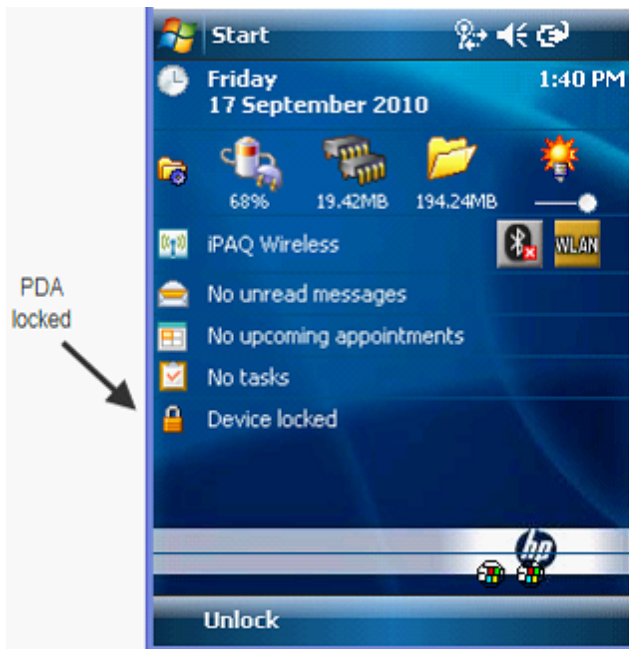 Start
Friday 1:40 PM
17 September 2010
68% 19.42MB 194.24MB
iPAQ Wireless WLAN
No unread messages
No upcoming appointments
PDA
locked
No tasks
Device locked
hp
Unlock